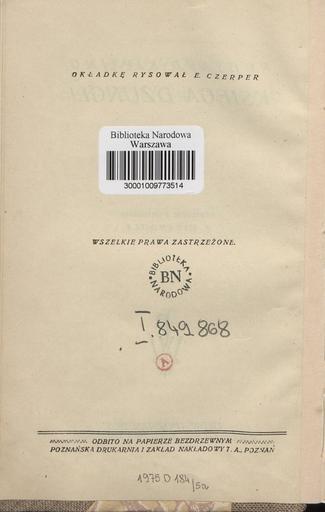 OKŁADKĘ RYSOWAŁ E. CZERPER
Biblioteka Narodowa
Warszawa
30001009773514
WSZELKIE PRAWA ZASTRZEŻONE.
BIBLIOTEKA
BN
NARODOWA
I 849 868
ODBITO NA PAPIERZE BEZDRZEWNYM
POZNAŃSKA DRUKARNIA I ZAKŁAD NAKŁADOWY T. A., POZNAŃ
1975 D 184/5a